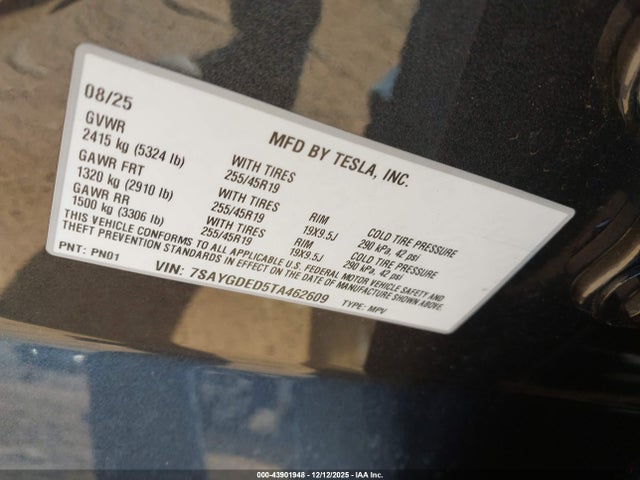 08/25
MFD BY TESLA, INC.
GVWR
2415 kg (5324 lb)
GAWR FRT WITH TIRES RIM COLD TIRE PRESSURE
1320 kg (2910 lb) 255/45R19 19X9.5J 290 kPa, 42 psi
GAWR RR WITH TIRES RIM COLD TIRE PRESSURE
1500 kg (3306 lb) 255/45R19 19X9.5J 290 kPa, 42 psi
WITH TIRES
255/45R19
THIS VEHICLE CONFORMS TO ALL APPLICABLE U.S. FEDERAL MOTOR VEHICLE SAFETY AND
THEFT PREVENTION STANDARDS IN EFFECT ON THE DATE OF MANUFACTURE SHOWN ABOVE.
PNT: PN01 VIN: 7SAYGDED5TA462609 TYPE: MPV
000-43901948 - 12/12/2025 - IAA Inc.